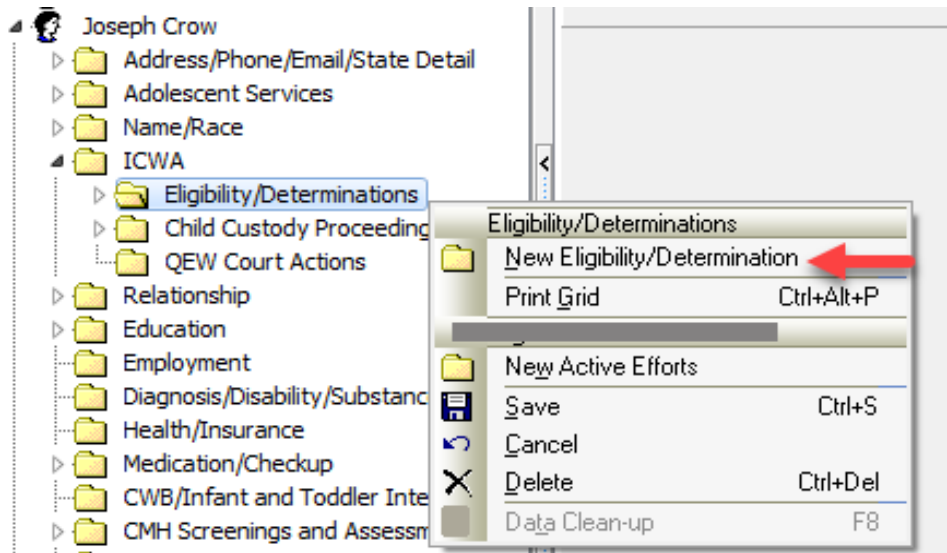 Joseph Crow
Address/Phone/Email/State Detail
Adolescent Services
Name/Race
ICWA
Eligibility/Determinations
Child Custody Proceeding
QEW Court Actions
Relationship
Education
Employment
Diagnosis/Disability/Substanc
Health/Insurance
Medication/Checkup
CWB/Infant and Toddler Inte
CMH Screenings and Assessm
Eligibility/Determinations
New Eligibility/Determination
Print Grid Ctrl+Alt+P
New Active Efforts
Save Ctrl+S
Cancel
Delete Ctrl+Del
Data Clean-up F8